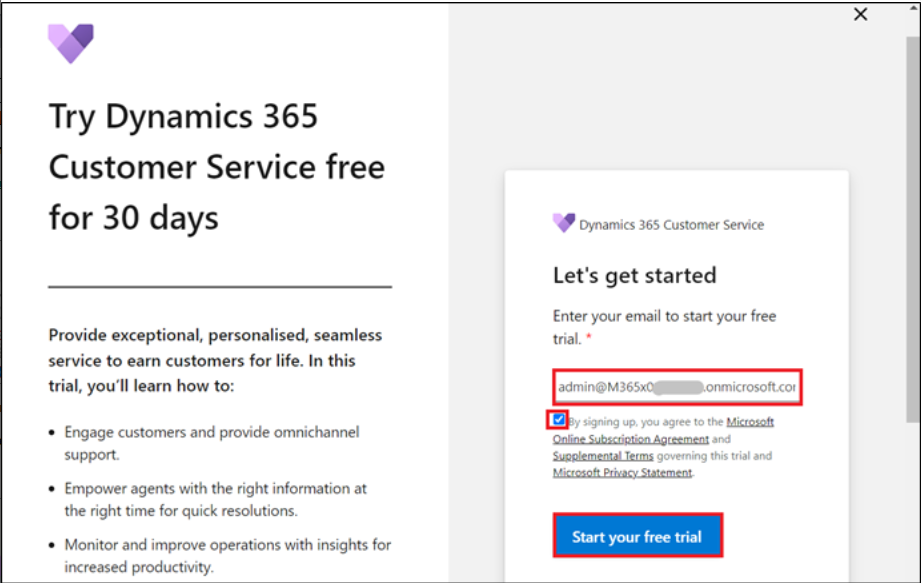 Try Dynamics 365
Customer Service free
for 30 days
Provide exceptional, personalised, seamless
service to earn customers for life. In this
trial, you'll learn how to:
• Engage customers and provide omnichannel
support.
• Empower agents with the right information at
the right time for quick resolutions.
• Monitor and improve operations with insights for
increased productivity.
Dynamics 365 Customer Service
Let's get started
Enter your email to start your free
trial. *
admin@M365x0 .onmicrosoft.com
By signing up, you agree to the Microsoft
Online Subscription Agreement and
Supplemental Terms governing this trial and
Microsoft Privacy Statement.
Start your free trial